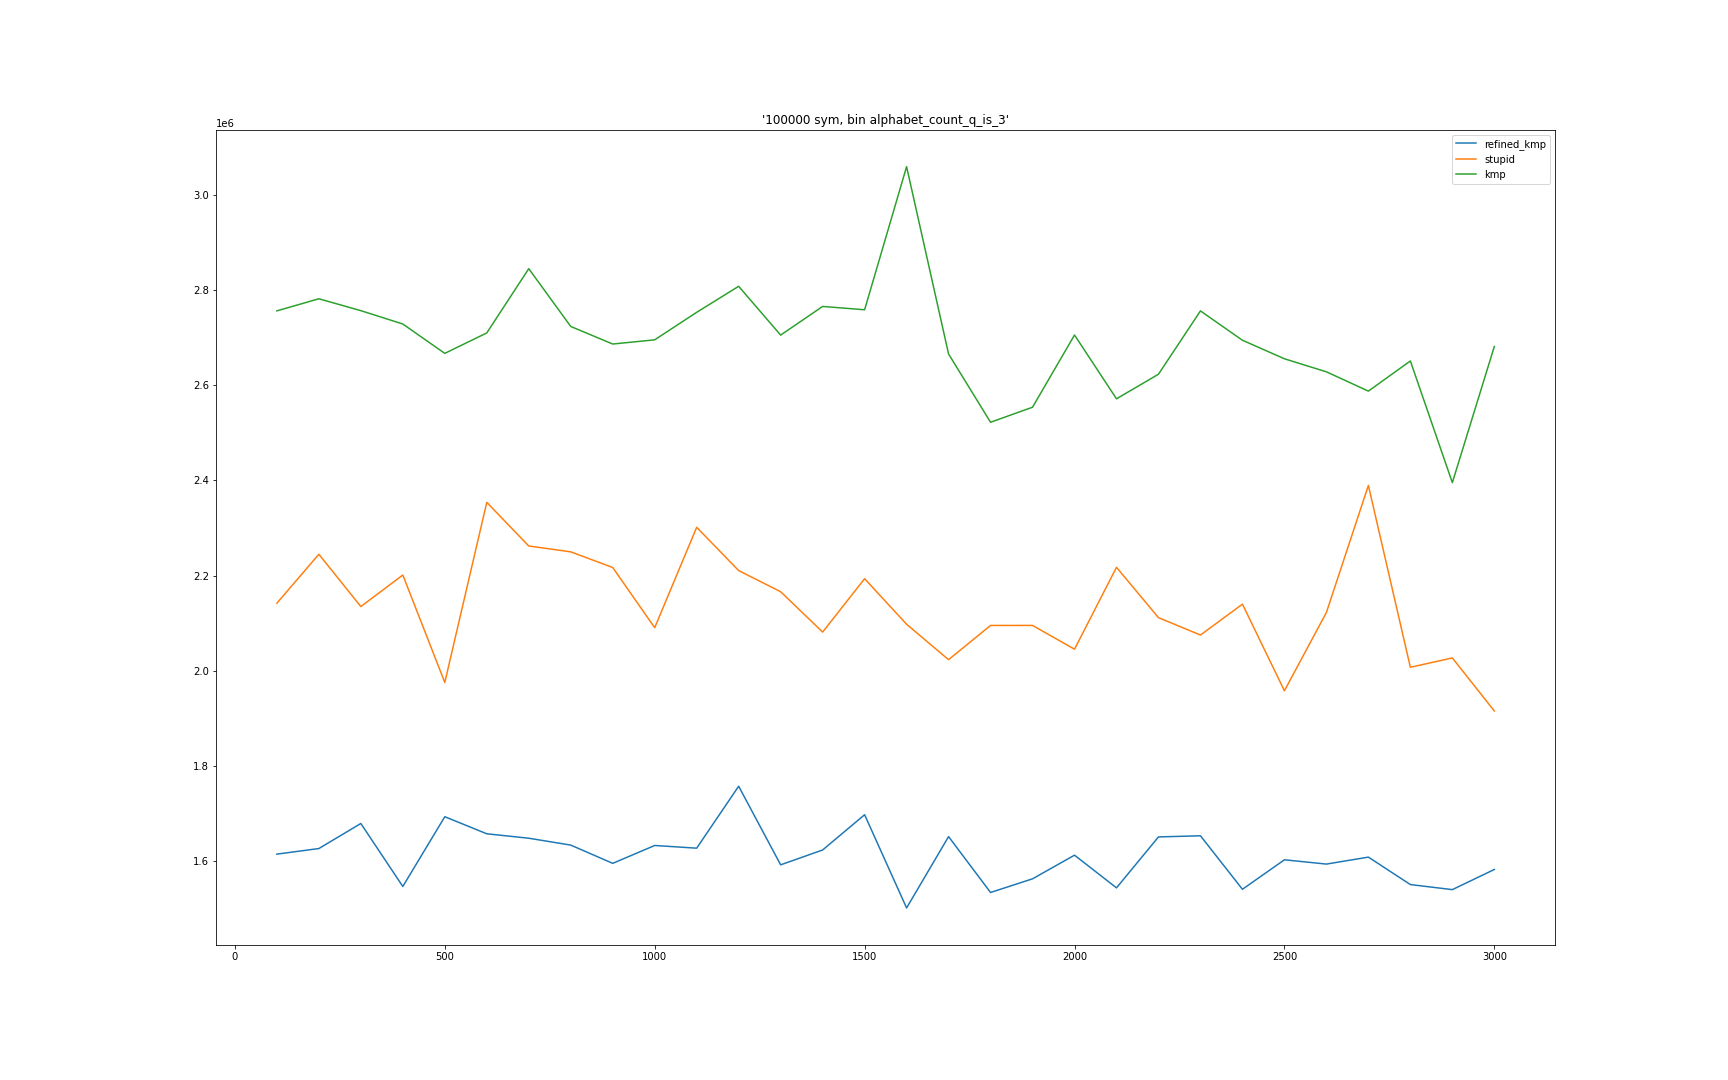 '100000 sym, bin alphabet_count_q_is_3'
1e6
refined_kmp
stupid
kmp
3.0
2.8
2.6
2.4
2.2
2.0
1.8
1.6
0 500 1000 1500 2000 2500 3000